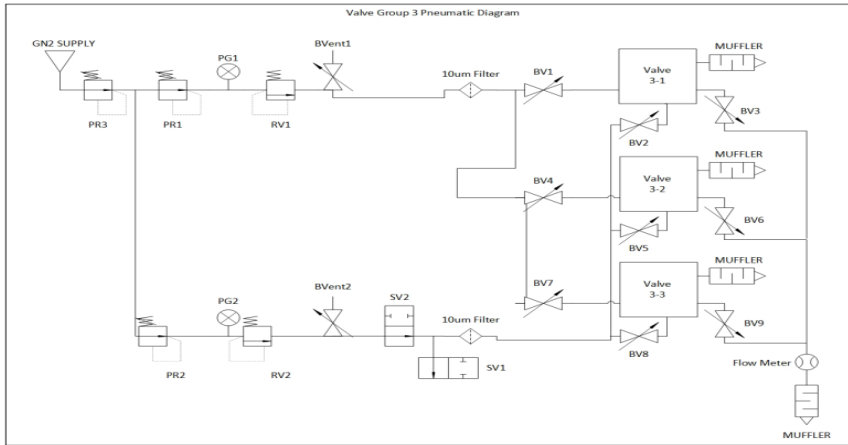 Valve Group 3 Pneumatic Diagram
GN2 SUPPLY
BVent1
PG1
10um Filter
BV1
MUFFLER
Valve
3-1
BV3
PR3
PR1
RV1
BV2
MUFFLER
BV4
Valve
3-2
BV6
BV5
MUFFLER
BVent2
PG2
SV2
BV7
Valve
3-3
10um Filter
BV9
BV8
PR2
RV2
SV1
Flow Meter
MUFFLER